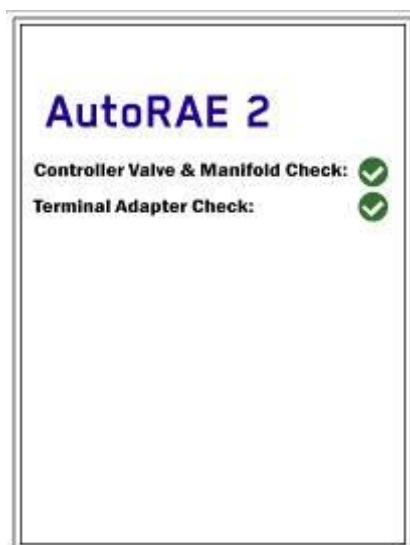 AutoRAE 2
Controller Valve & Manifold Check:
Terminal Adapter Check: